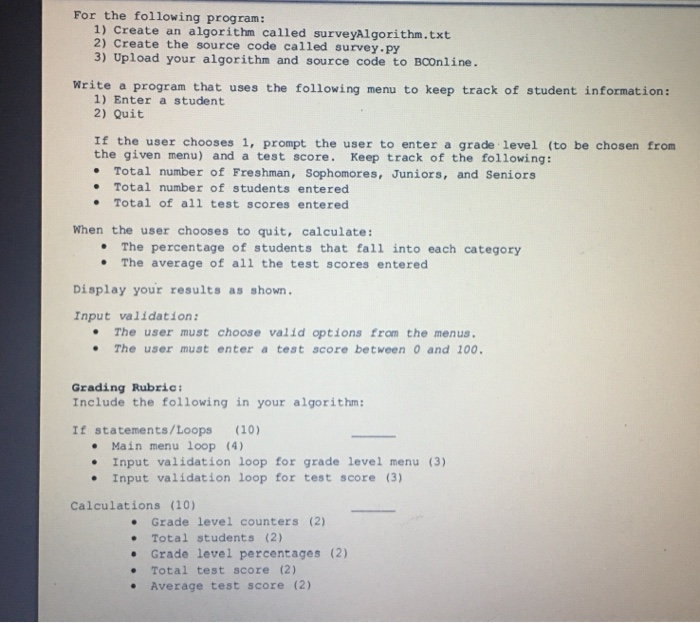 For the following program:
1) Create an algorithm called surveyAlgorithm.txt
2) Create the source code called survey.py
3) Upload your algorithm and source code to BCOnline.
Write a program that uses the following menu to keep track of student information:
1) Enter a student
2) Quit
If the user chooses 1, prompt the user to enter a grade level (to be chosen from
the given menu) and a test score. Keep track of the following:
• Total number of Freshman, Sophomores, Juniors, and Seniors
• Total number of students entered
• Total of all test scores entered
When the user chooses to quit, calculate:
• The percentage of students that fall into each category
• The average of all the test scores entered
Display your results as shown.
Input validation:
• The user must choose valid options from the menus.
• The user must enter a test score between 0 and 100.
Grading Rubric:
Include the following in your algorithm:
If statements/Loops (10) ____
• Main menu loop (4)
• Input validation loop for grade level menu (3)
• Input validation loop for test score (3)
Calculations (10) ____
• Grade level counters (2)
• Total students (2)
• Grade level percentages (2)
• Total test score (2)
• Average test score (2)